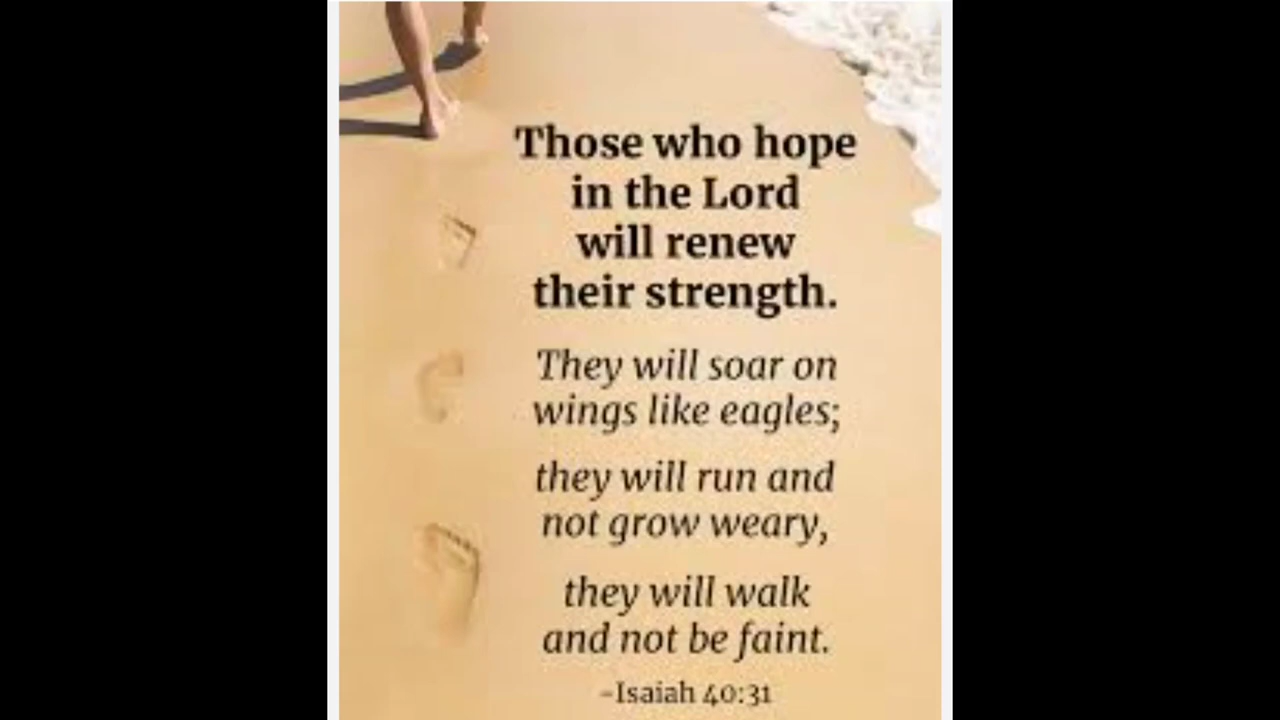 Those who hope
in the Lord
will renew
their strength.
They will soar on
wings like eagles;
they will run and
not grow weary,
they will walk
and not be faint.
-Isaiah 40:31